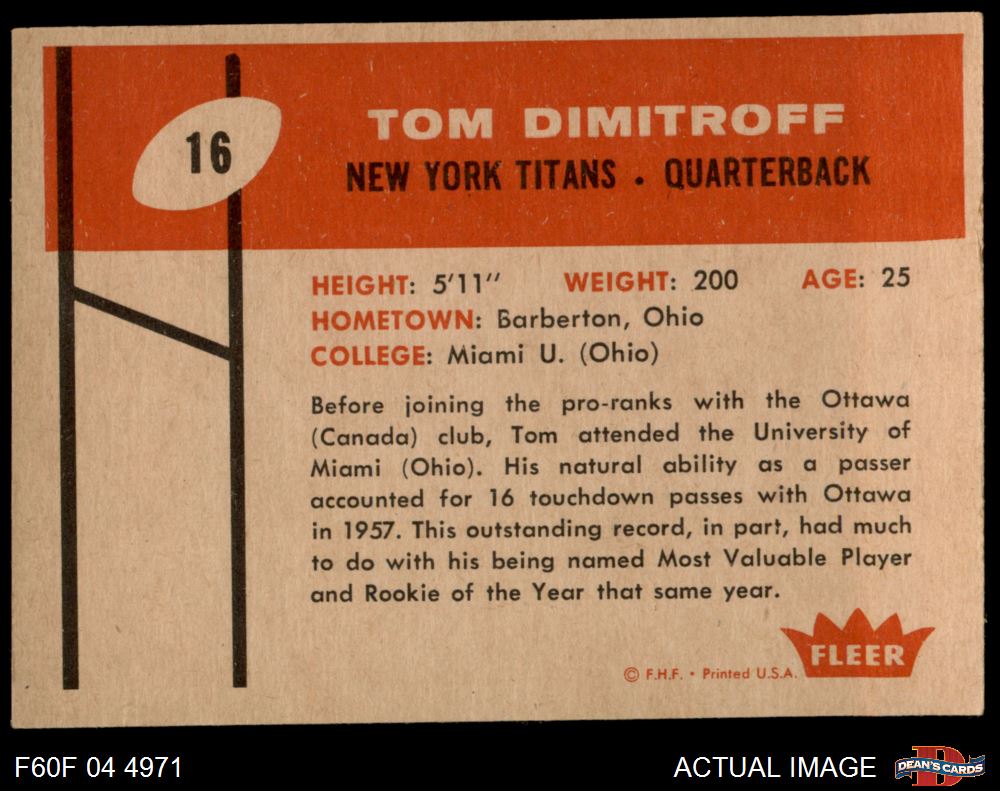 16
TOM DIMITROFF
NEW YORK TITANS . QUARTERBACK
HEIGHT: 5'11" WEIGHT: 200 AGE: 25
HOMETOWN: Barberton, Ohio
COLLEGE: Miami U. (Ohio)
Before joining the pro-ranks with the Ottawa
(Canada) club, Tom attended the University of
Miami (Ohio). His natural ability as a passer
accounted for 16 touchdown passes with Ottawa
in 1957. This outstanding record, in part, had much
to do with his being named Most Valuable Player
and Rookie of the Year that same year.
FLEER
© F.H.F. • Printed U.S.A.
F60F 04 4971
ACTUAL IMAGE
D
DEAN'S CARDS